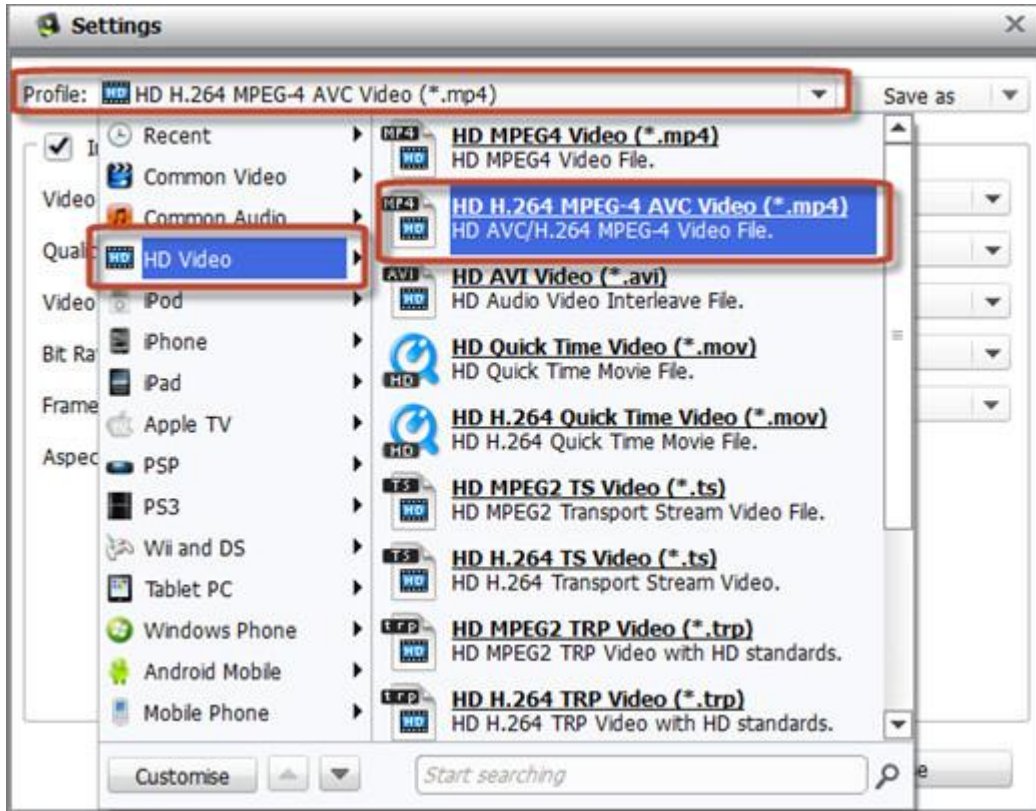 Settings
Profile: HD H.264 MPEG-4 AVC Video (*.mp4)
Save as
Recent
Common Video
Common Audio
HD Video
iPod
iPhone
iPad
Apple TV
PSP
PS3
Wii and DS
Tablet PC
Windows Phone
Android Mobile
Mobile Phone
Video
Video
Bit Ra
Frame
Aspec
HD MPEG4 Video (*.mp4)
HD MPEG4 Video File.
HD H.264 MPEG-4 AVC Video (*.mp4)
HD AVC/H.264 MPEG-4 Video File.
HD AVI Video (*.avi)
HD Audio Video Interleave File.
HD Quick Time Video (*.mov)
HD Quick Time Movie File.
HD H.264 Quick Time Video (*.mov)
HD H.264 Quick Time Movie File.
HD MPEG2 TS Video (*.ts)
HD MPEG2 Transport Stream Video File.
HD H.264 TS Video (*.ts)
HD H.264 Transport Stream Video.
HD MPEG2 TRP Video (*.trp)
HD MPEG2 TRP Video with HD standards.
HD H.264 TRP Video (*.trp)
HD H.264 TRP Video with HD standards.
Customise
Start searching